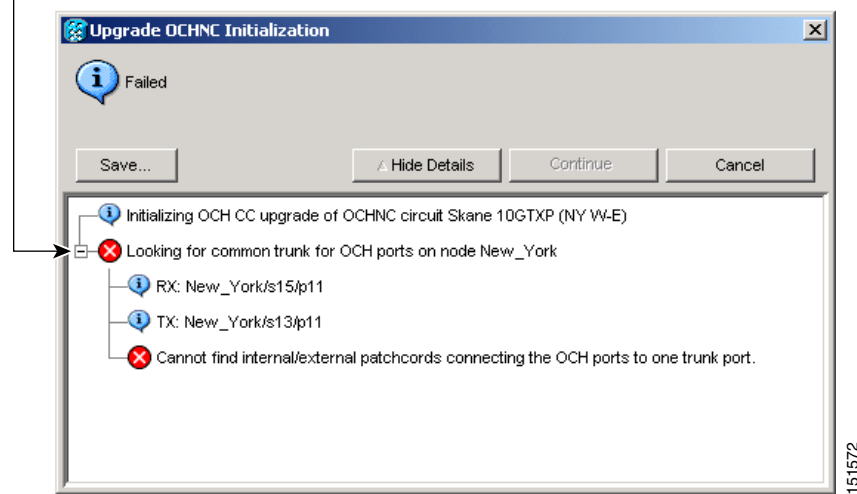 Upgrade OCHNC Initialization
Failed
Save...
Hide Details
Continue
Cancel
Initializing OCH CC upgrade of OCHNC circuit Skane 10GTXP (NY W-E)
Looking for common trunk for OCH ports on node New_York
RX: New_York/s15/p11
TX: New_York/s13/p11
Cannot find internal/external patchcords connecting the OCH ports to one trunk port.
151572